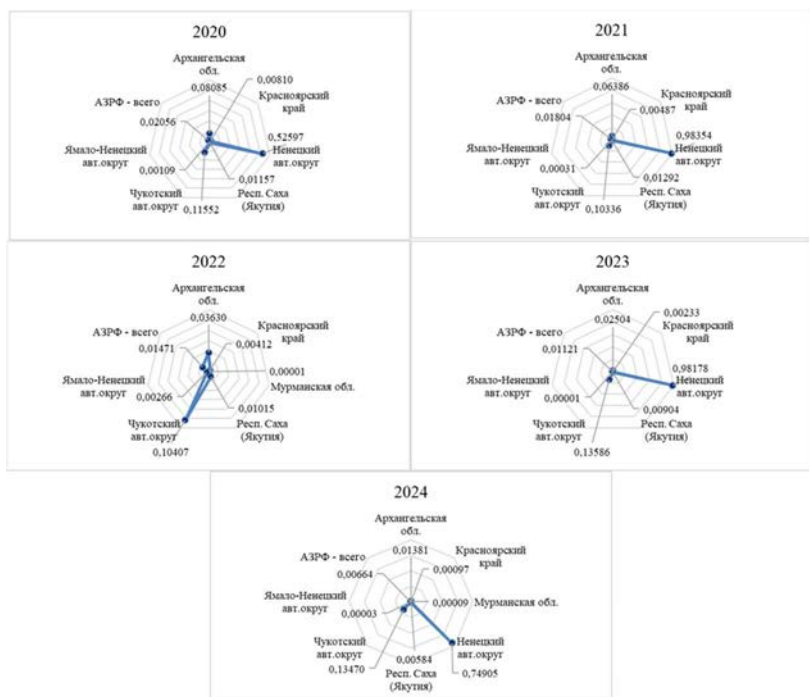 2020
Архангельская
обл.
0,08085
0,00810
Красноярский
край
АЗРФ - всего
0,02056
0,52597
Ненецкий
авт.округ
Ямало-Ненецкий
авт.округ
0,00109
0,01157
Чукотский
авт.округ
Респ. Саха
(Якутия)
0,11552
2021
Архангельская
обл.
0,06386
0,00487
Красноярский
край
АЗРФ - всего
0,01804
0,98354
Ненецкий
авт.округ
Ямало-Ненецкий
авт.округ
0,00031
0,01292
Чукотский
авт.округ
Респ. Саха
(Якутия)
0,10336
2022
Архангельская
обл.
0,03630
Красноярский
край
0,00412
АЗРФ - всего
0,01471
0,00001
Мурманская обл.
Ямало-Ненецкий
авт.округ
0,00266
0,01015
Чукотский
авт.округ
Респ. Саха
(Якутия)
0,10407
2023
Архангельская
обл.
0,02504
0,00233
Красноярский
край
АЗРФ - всего
0,01121
0,98178
Ненецкий
авт.округ
Ямало-Ненецкий
авт.округ
0,00001
0,00904
Чукотский
авт.округ
Респ. Саха
(Якутия)
0,13586
2024
Архангельская
обл.
0,01381
Красноярский
край
0,00097
АЗРФ - всего
0,00664
0,00009
Мурманская обл.
Ямало-Ненецкий
авт.округ
0,00003
Чукотский
авт.округ
Ненецкий
авт.округ
0,00584
Респ. Саха
(Якутия)
0,13470
0,74905